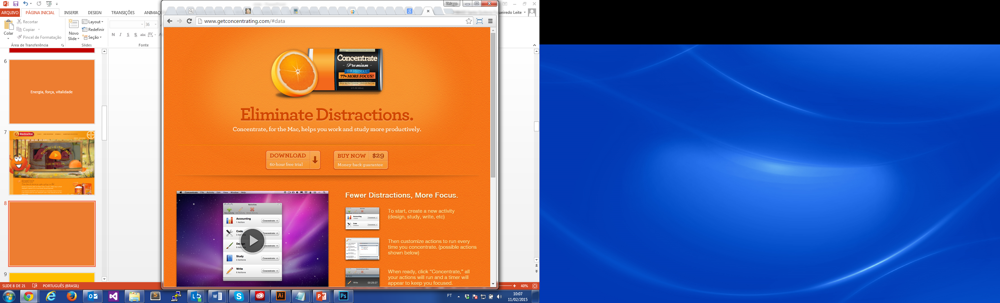 Thiago
ARQUIVO PÁGINA INICIAL INSERIR DESIGN TRANSIÇÕES
ueiredo Leite
Colar
Recortar
Copiar
Pincel de Formatação
Área de Transferência
Novo
Slide
Layout
Redefinir
Seção
Slides
36
N I S S abc AV
Fonte
www.getconcentrating.com/#data
6
Energia, força, vitalidade
7
Redoxitos
8
9
Concentrate
Premium
ORIGINAL
77% MORE FOCUS!
Eliminate Distractions.
Concentrate, for the Mac, helps you work and study more productively.
DOWNLOAD
60-hour free trial
BUY NOW $29
Money-back guarantee
Concentrate File Activity Edit View Window Help
Activities
New Activity Edit Activity Delete Activity
Accounting
1 Action
Concentrate
Code
Concentrate
Concentrate
Study
2 Actions
Concentrate
Write
6 Actions
Concentrate
Fewer Distractions, More Focus.
Accounting
Code
To start, create a new activity
(design, study, write, etc)
Then customize actions to run every
time you concentrate. (possible actions
shown below)
Write 00:29:27
When ready, click “Concentrate,” all
your actions will run and a timer will
appear to keep you focused.
SLIDE 8 DE 21 PORTUGUÊS (BRASIL)
40%
PT
10:07
11/02/2015